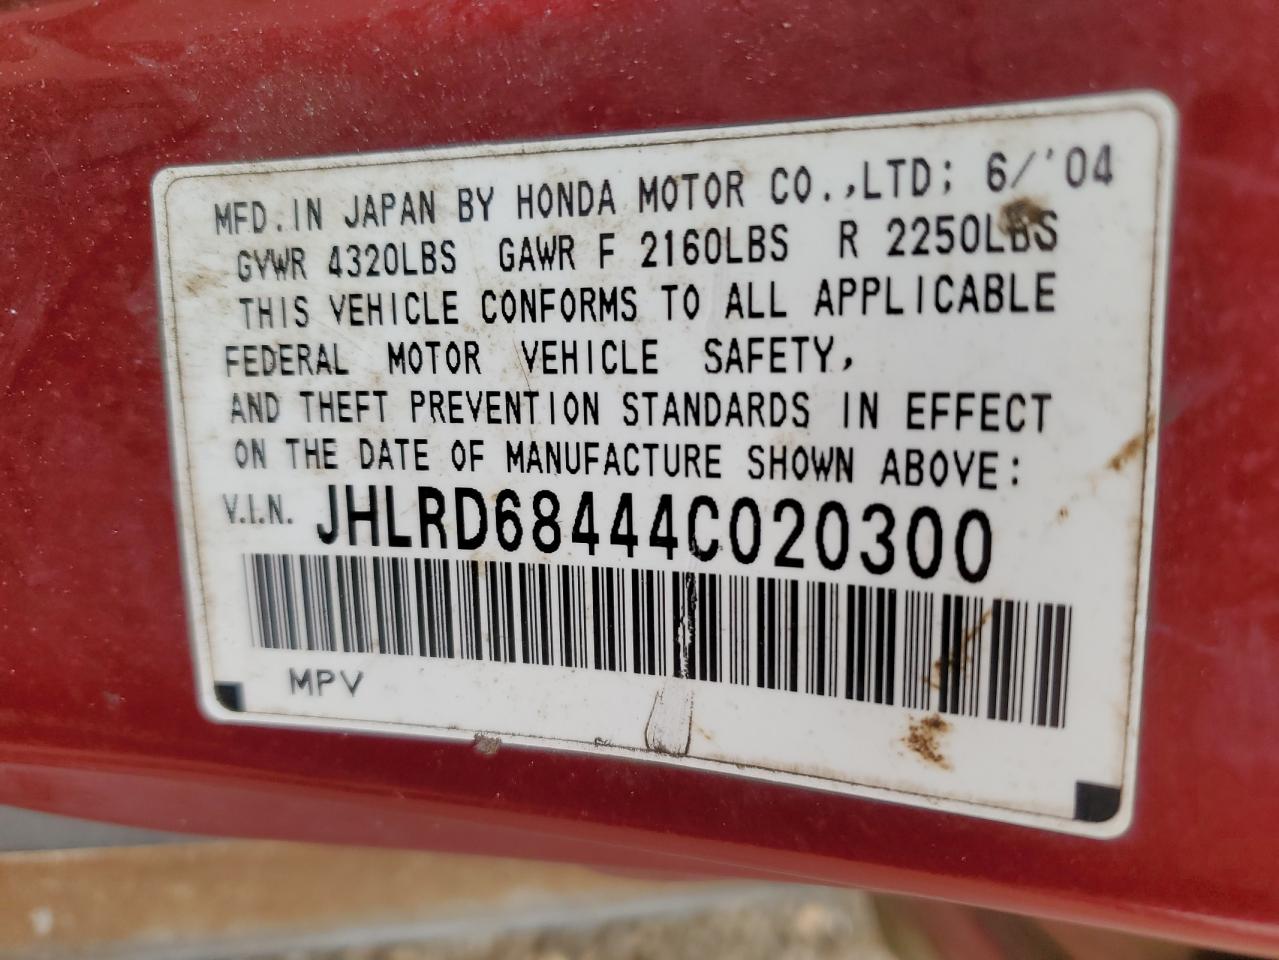 MFD. IN JAPAN BY HONDA MOTOR CO.,LTD; 6/'04
GVWR 4320LBS GAWR F 2160LBS R 2250LBS
THIS VEHICLE CONFORMS TO ALL APPLICABLE
FEDERAL MOTOR VEHICLE SAFETY,
AND THEFT PREVENTION STANDARDS IN EFFECT
ON THE DATE OF MANUFACTURE SHOWN ABOVE:
V.I.N. JHLRD68444C020300
MPV